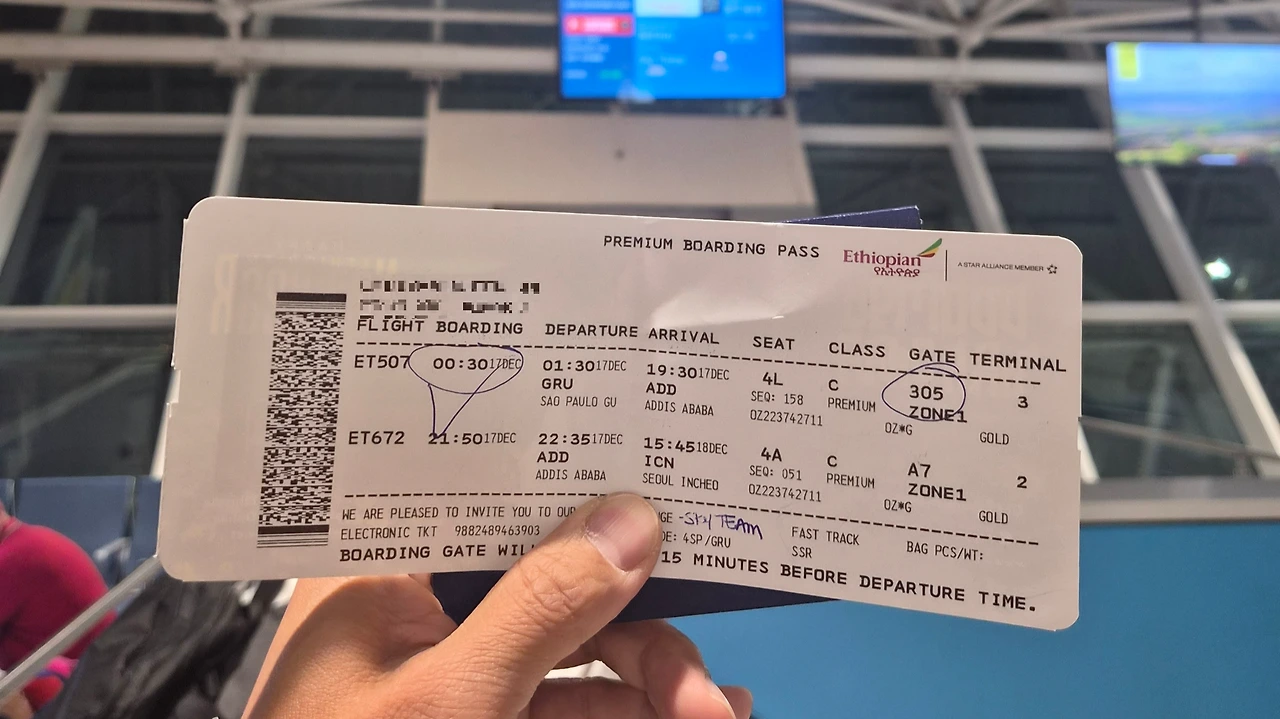 PREMIUM BOARDING PASS
Ethiopian
የኢትዮጵያ
A STAR ALLIANCE MEMBER
FLIGHT BOARDING DEPARTURE ARRIVAL SEAT CLASS GATE TERMINAL
ET507 00:30 17DEC 01:30 17DEC 19:30 17DEC 4L C 305 3
GRU ADD SEQ: 158 PREMIUM ZONE1
SAO PAULO GU ADDIS ABABA OZ223742711 OZ*G GOLD
ET672 21:50 17DEC 22:35 17DEC 15:45 18DEC 4A C A7 2
ADD ICN SEQ: 051 PREMIUM ZONE1
ADDIS ABABA SEOUL INCHEO OZ223742711 OZ*G GOLD
WE ARE PLEASED TO INVITE YOU TO OUR -SKYTEAM FAST TRACK BAG PCS/WT:
ELECTRONIC TKT 9882489463903 4SP/GRU SSR
BOARDING GATE 15 MINUTES BEFORE DEPARTURE TIME.